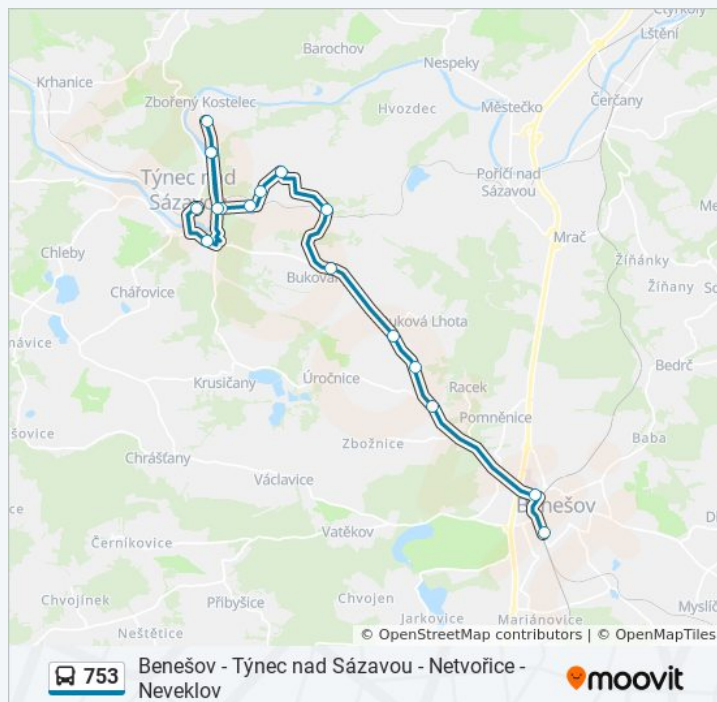 Čtyřkoly
Lštění
Barochov
Nespeky
Krhanice
Zbořený Kostelec
Hvozdec
Městečko
Čerčany
Týnec nad
Sázavou
Poříčí nad
Sázavou
Mrač
Chleby
Žíňánky
Bukovany
Žíňany
Chářovice
Buková Lhota
Bedrč
Krusičany
Úročnice
Racek
Pomněnice
Baba
Zbožnice
Chrášťany
Václavice
Benešov
Vatěkov
Černíkovice
Chvojen
Chvojínek
Přibyšice
Jarkovice
Mariánovice
Neštětice
© OpenStreetMap contributors | © OpenMapTiles
753
Benešov - Týnec nad Sázavou - Netvořice -
Neveklov
moovit